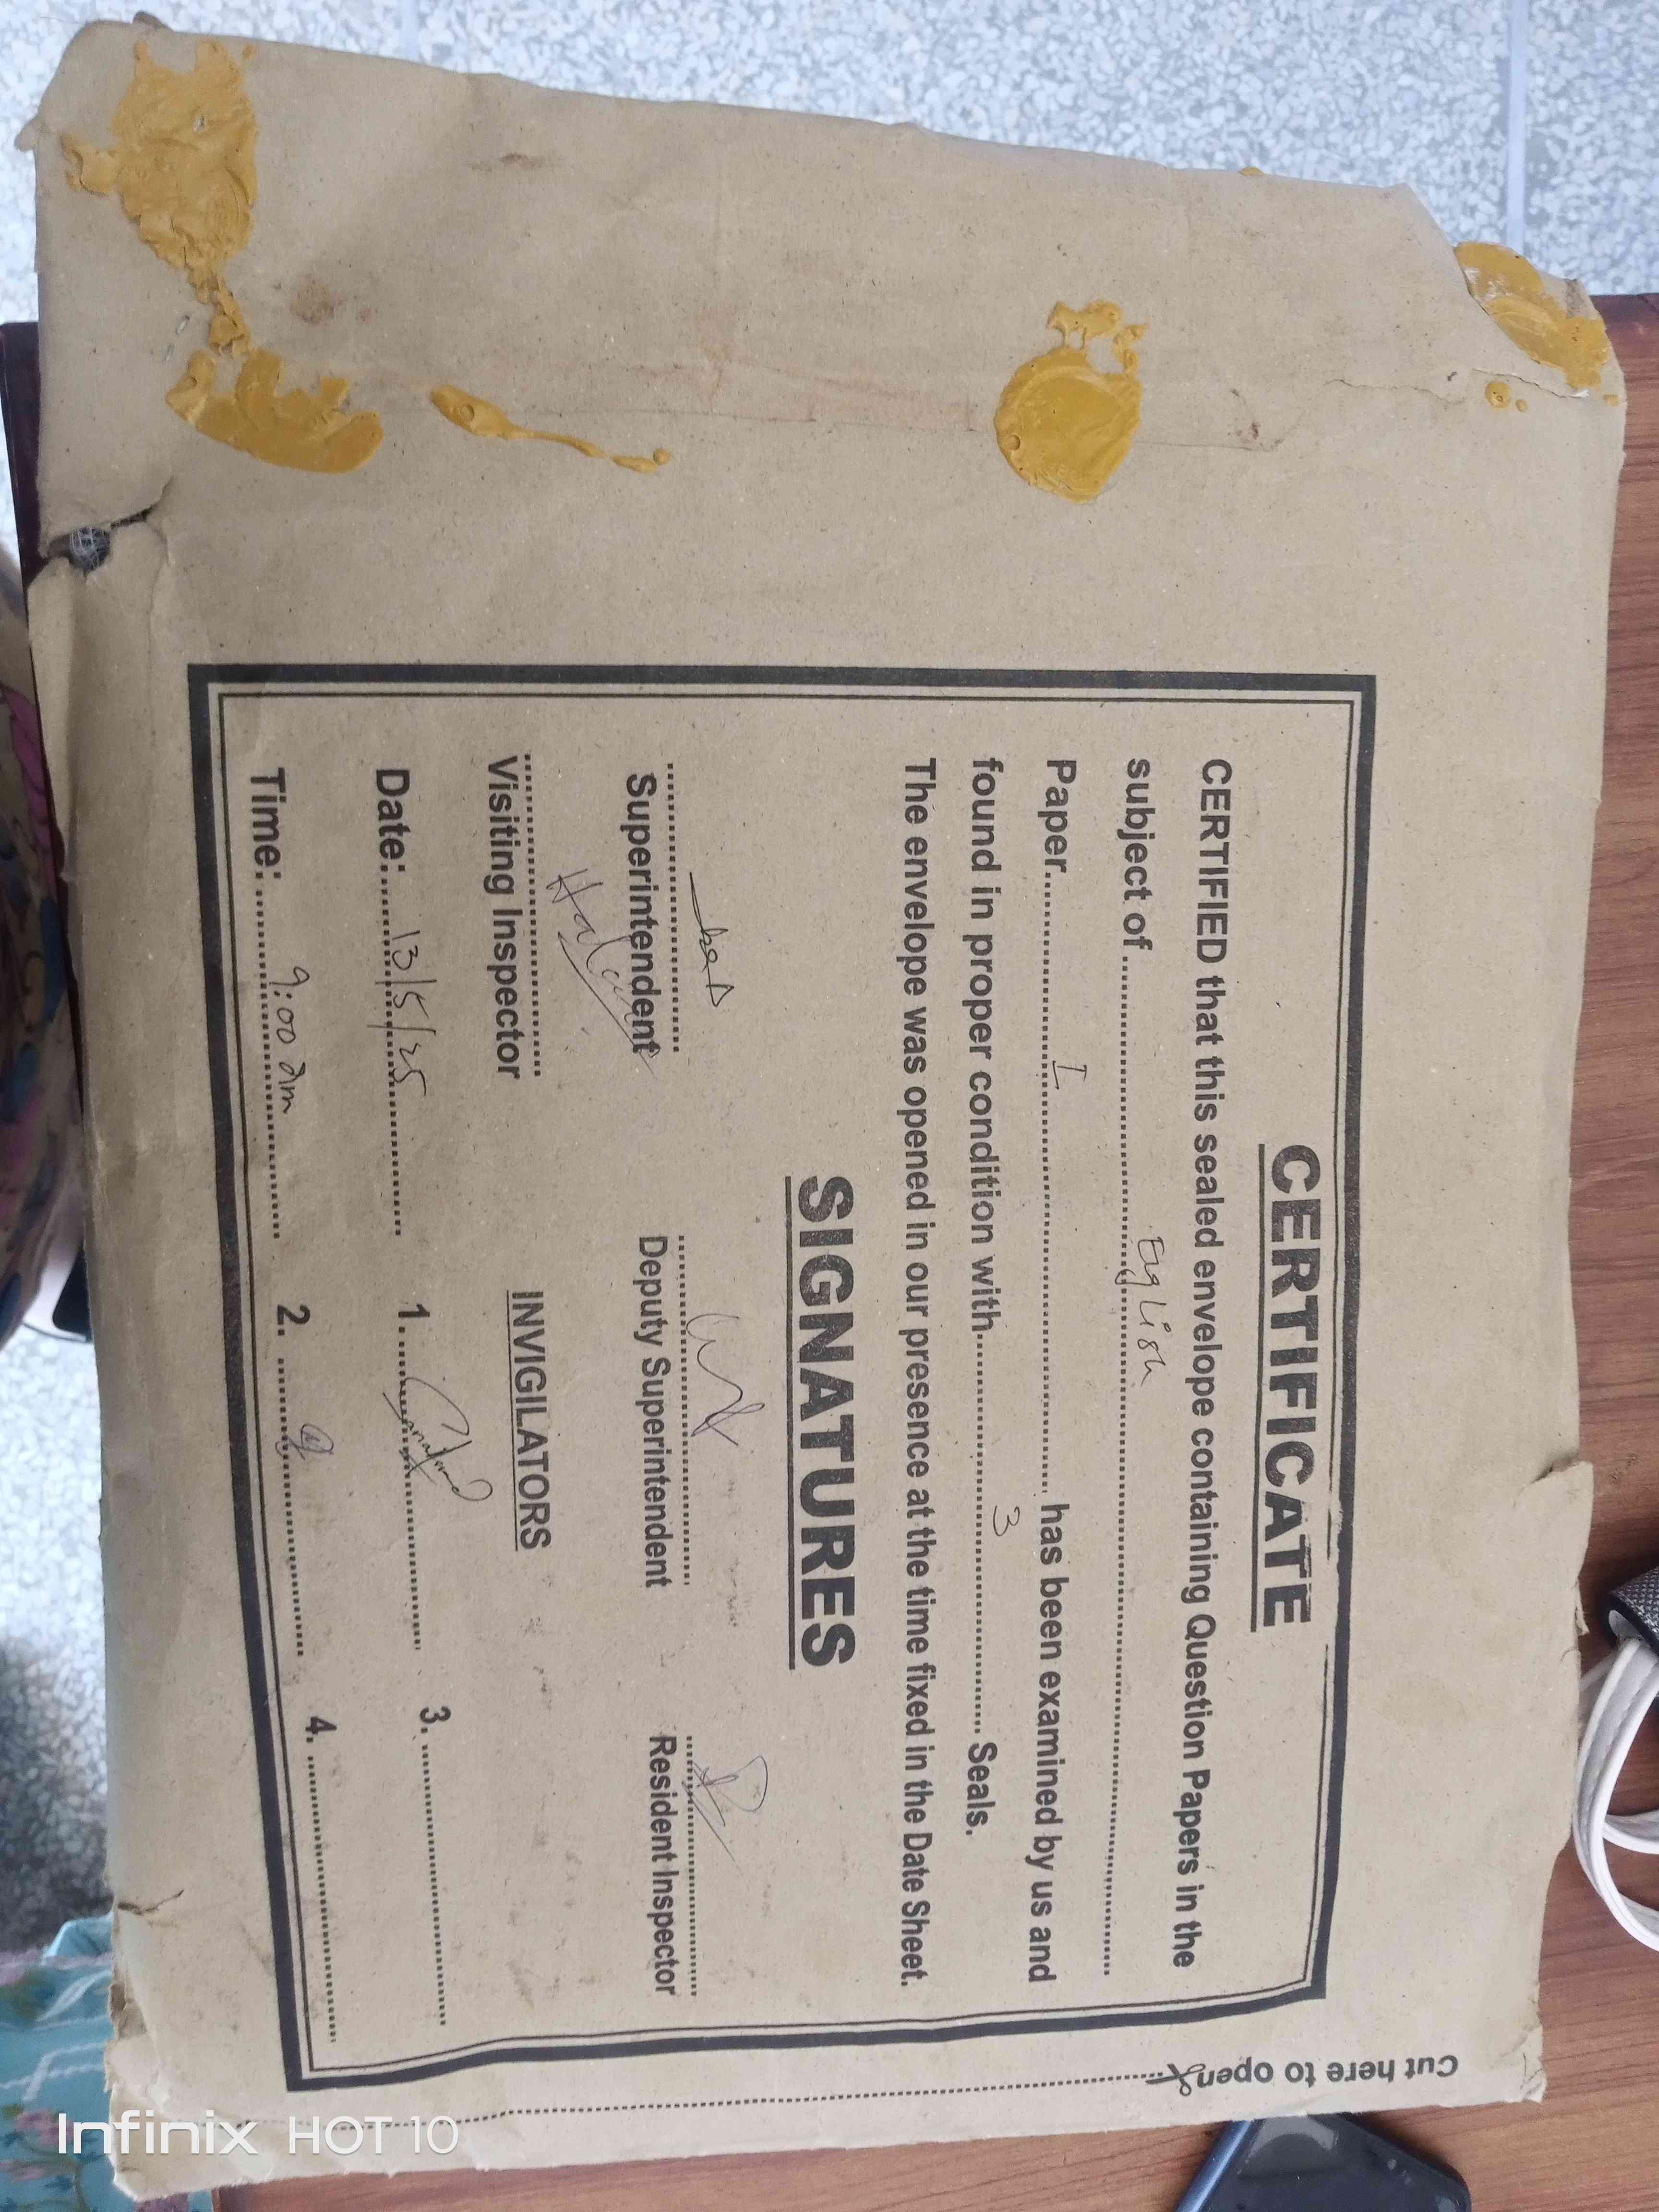 CERTIFICATE
CERTIFIED that this sealed envelope containing Question Papers in the
subject of ........ English ........
Paper ........ I ........ has been examined by us and
found in proper condition with ........ 3 ........ Seals.
The envelope was opened in our presence at the time fixed in the Date Sheet.
SIGNATURES
Superintendent Deputy Superintendent Resident Inspector
Visiting Inspector INVIGILATORS
Date: 13/5/25 1. 3.
Time: 9:00 am 2. 4.
Cut here to open
Infinix HOT 10